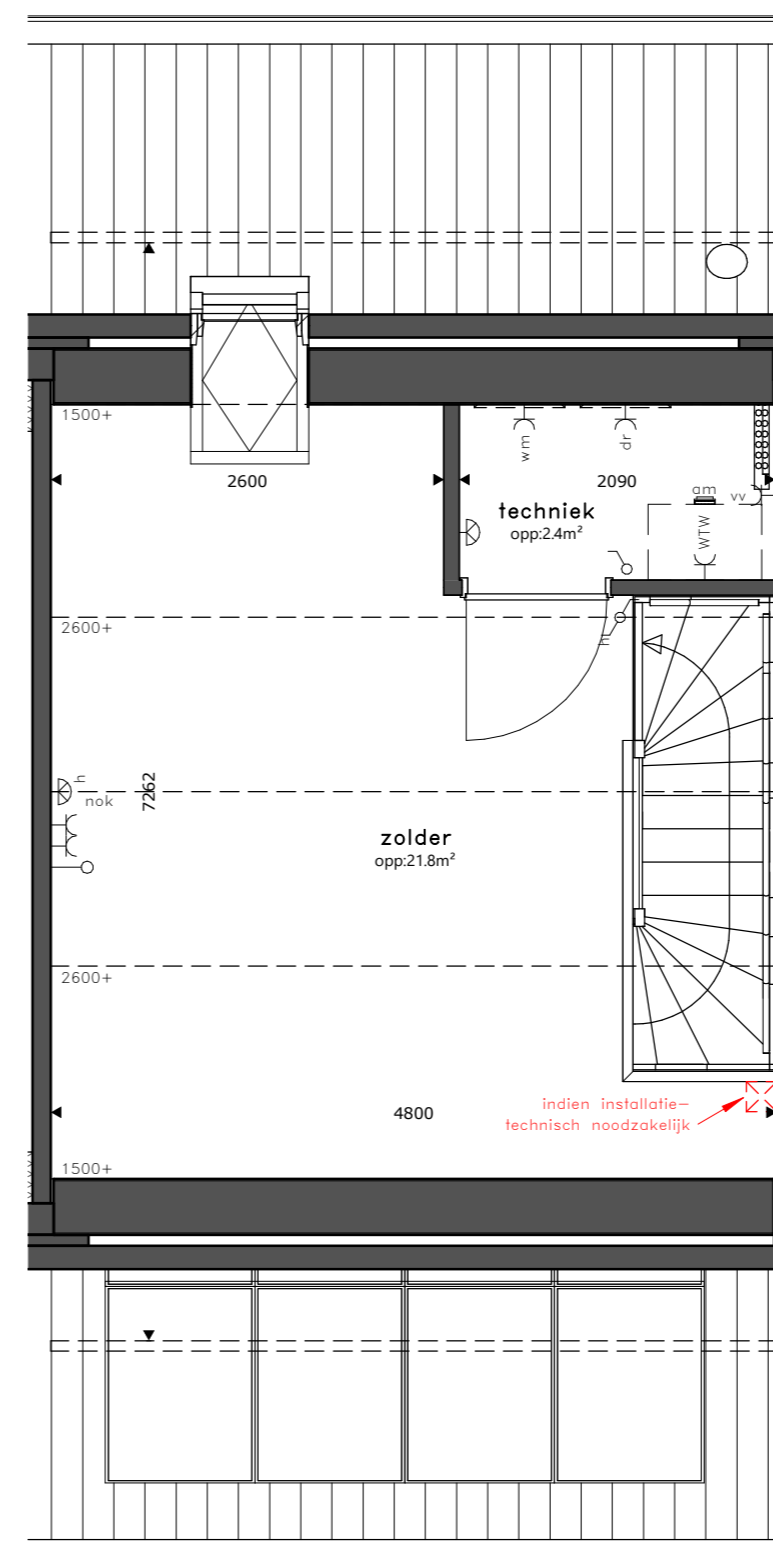 1500+
2600
wm
dr
2090
am
vv
techniek
opp:2.4m²
WTW
2600+
hl
h
nok
7262
zolder
opp:21.8m²
2600+
indien installatie–
technisch noodzakelijk
4800
1500+